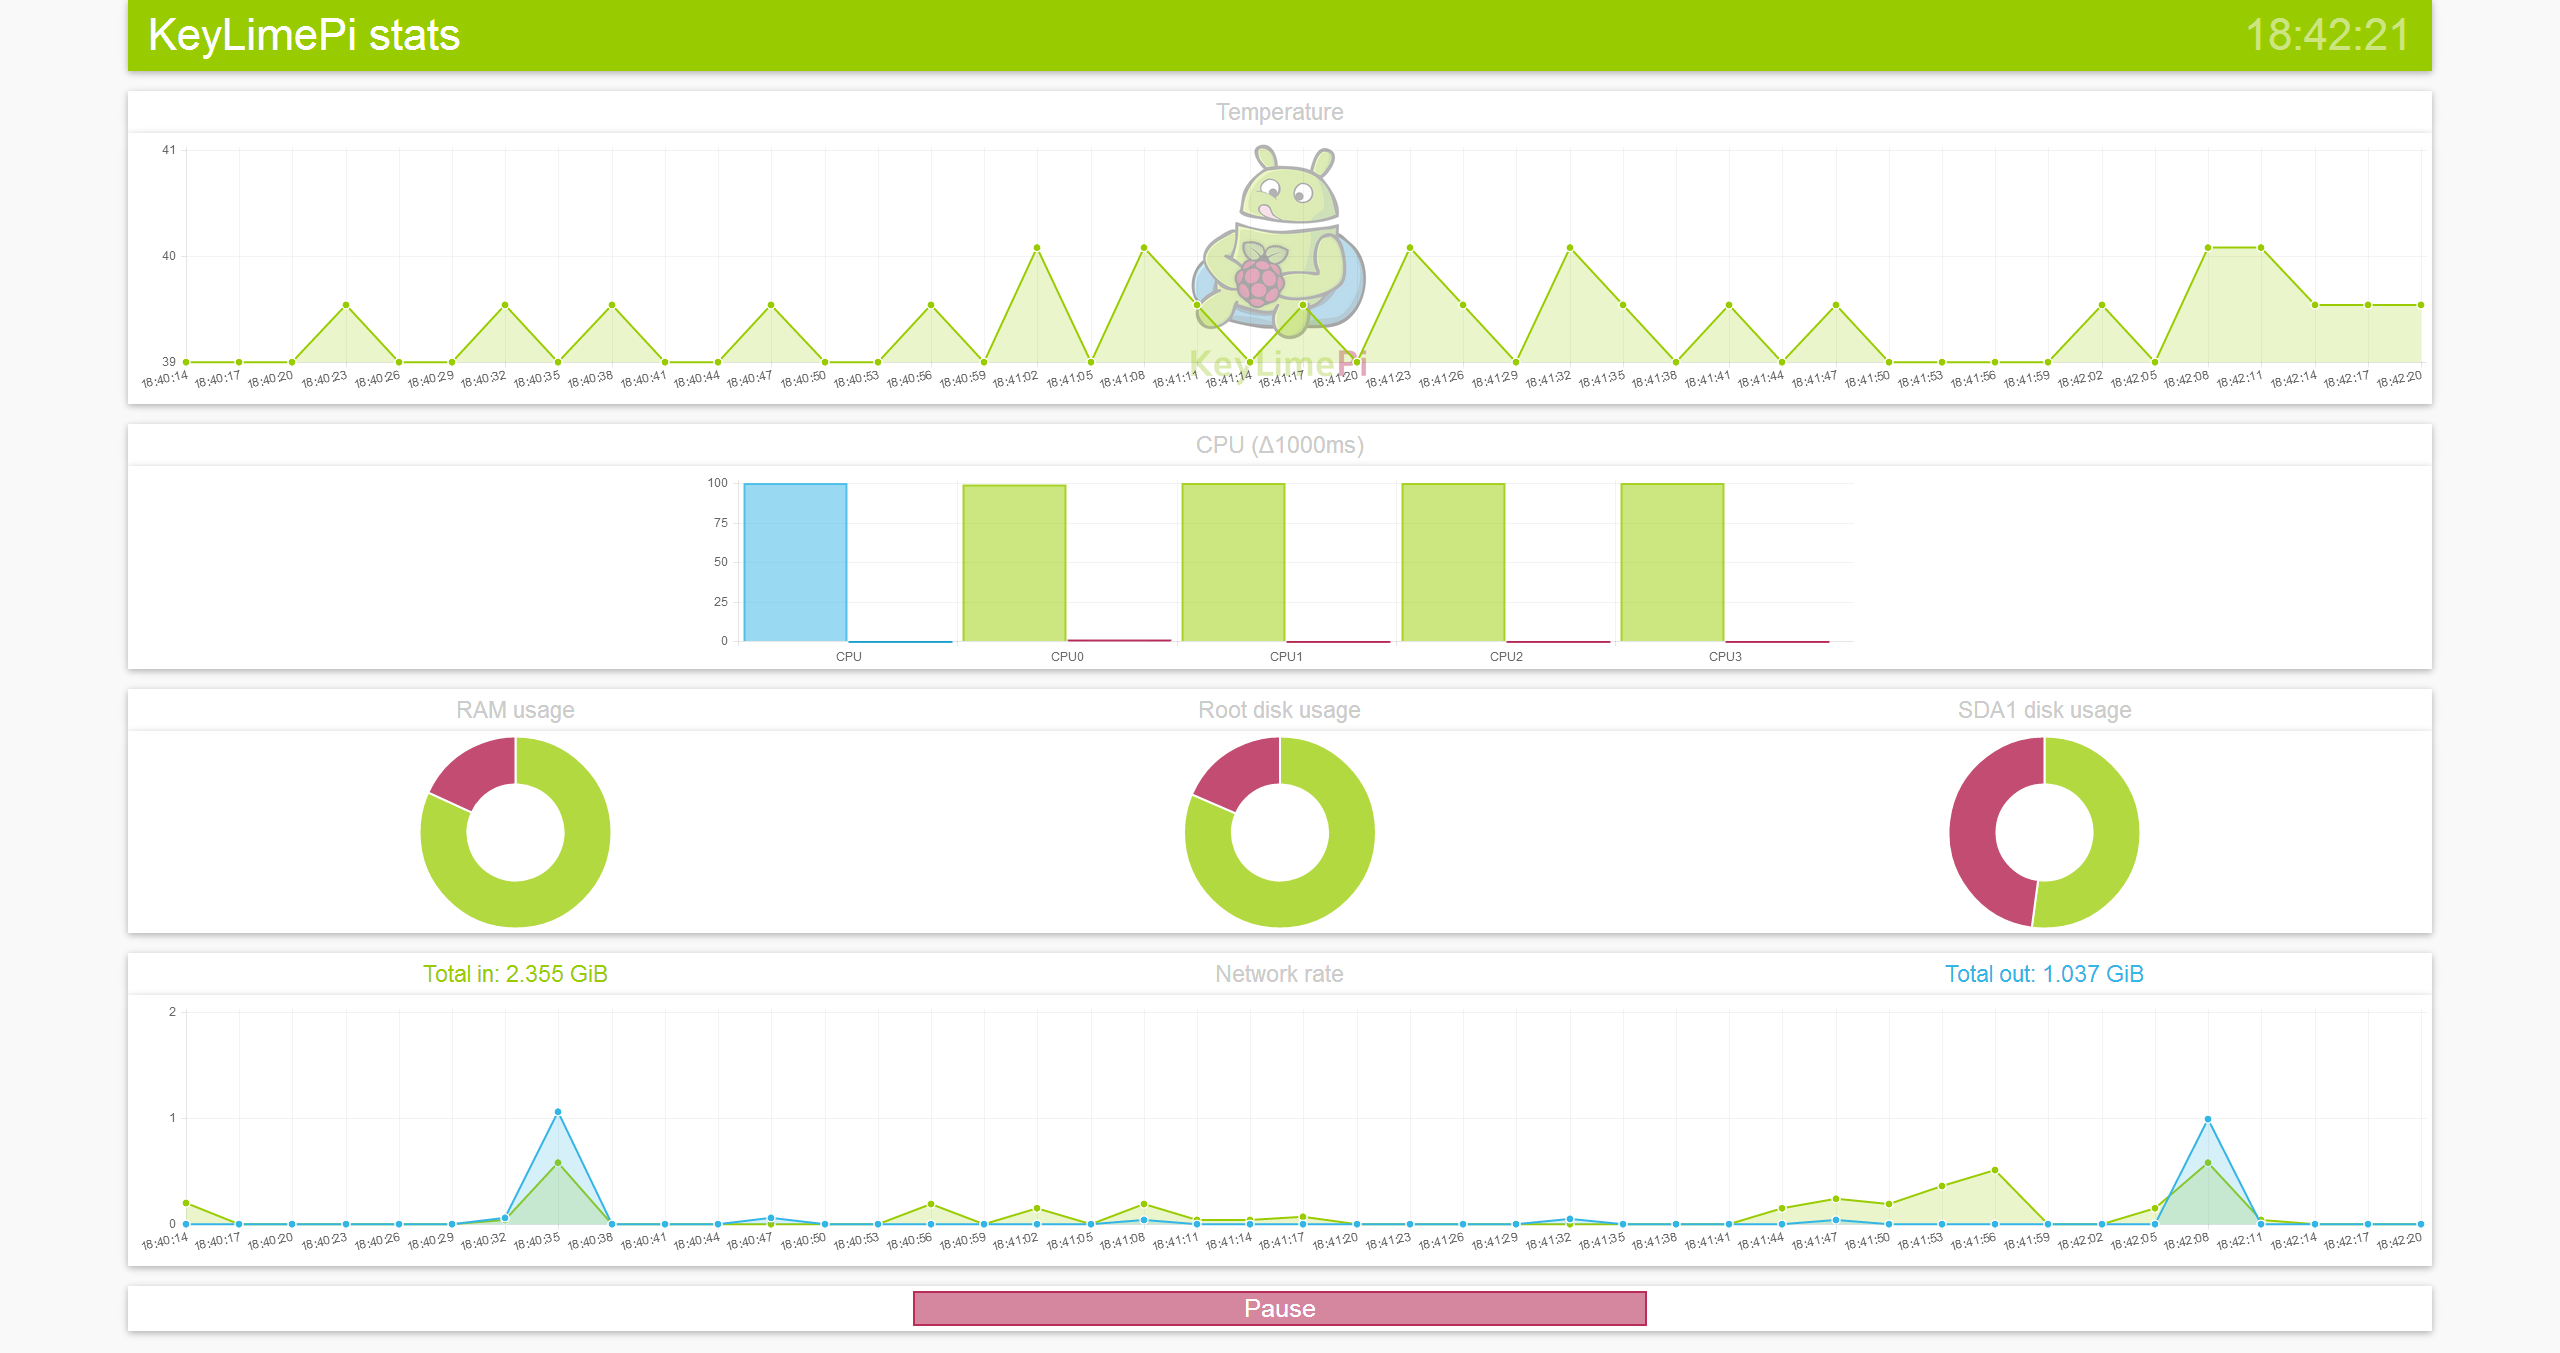 KeyLimePi stats 18:42:21
Temperature
41
40
39
KeyLimePi
18:40:14 18:40:17 18:40:20 18:40:23 18:40:26 18:40:29 18:40:32 18:40:35 18:40:38 18:40:41 18:40:44 18:40:47 18:40:50 18:40:53 18:40:56 18:40:59 18:41:02 18:41:05 18:41:08 18:41:11 18:41:14 18:41:17 18:41:20 18:41:23 18:41:26 18:41:29 18:41:32 18:41:35 18:41:38 18:41:41 18:41:44 18:41:47 18:41:50 18:41:53 18:41:56 18:41:59 18:42:02 18:42:05 18:42:08 18:42:11 18:42:14 18:42:17 18:42:20
CPU (Δ1000ms)
100
75
50
25
0
CPU CPU0 CPU1 CPU2 CPU3
RAM usage Root disk usage SDA1 disk usage
Total in: 2.355 GiB Network rate Total out: 1.037 GiB
2
1
0
18:40:14 18:40:17 18:40:20 18:40:23 18:40:26 18:40:29 18:40:32 18:40:35 18:40:38 18:40:41 18:40:44 18:40:47 18:40:50 18:40:53 18:40:56 18:40:59 18:41:02 18:41:05 18:41:08 18:41:11 18:41:14 18:41:17 18:41:20 18:41:23 18:41:26 18:41:29 18:41:32 18:41:35 18:41:38 18:41:41 18:41:44 18:41:47 18:41:50 18:41:53 18:41:56 18:41:59 18:42:02 18:42:05 18:42:08 18:42:11 18:42:14 18:42:17 18:42:20
Pause